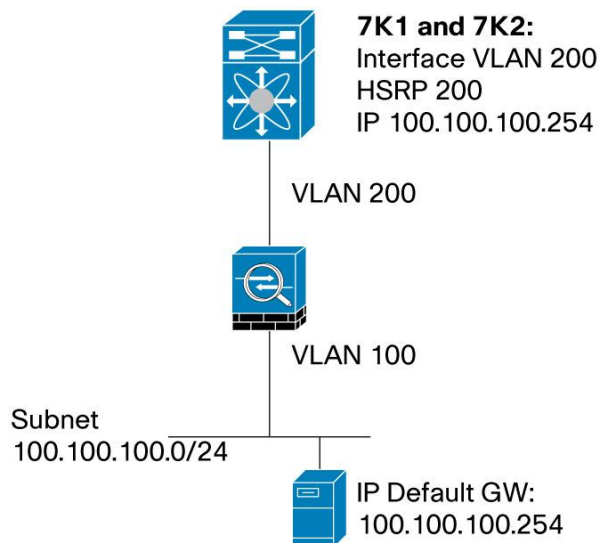 7K1 and 7K2:
Interface VLAN 200
HSRP 200
IP 100.100.100.254
VLAN 200
VLAN 100
Subnet
100.100.100.0/24
IP Default GW:
100.100.100.254